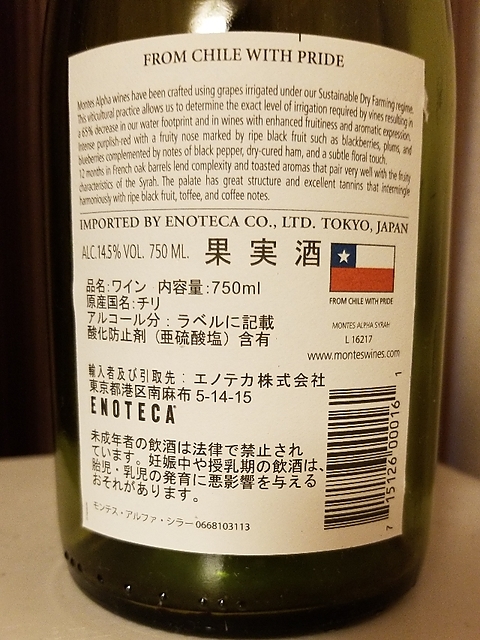 FROM CHILE WITH PRIDE
Montes Alpha wines have been crafted using grapes irrigated under our Sustainable Dry Farming regime.
This viticultural practice allows us to determine the exact level of irrigation required by vines resulting in
a 65% decrease in our water footprint and in wines with enhanced fruitiness and aromatic expression.
Intense purplish-red with a fruity nose marked by ripe black fruit such as blackberries, plums, and
blueberries complemented by notes of black pepper, dry-cured ham, and a subtle floral touch.
12 months in French oak barrels lend complexity and toasted aromas that pair very well with the fruity
characteristics of the Syrah. The palate has great structure and excellent tannins that intermingle
harmoniously with ripe black fruit, toffee, and coffee notes.
IMPORTED BY ENOTECA CO., LTD. TOKYO, JAPAN
ALC.14.5% VOL. 750 ML. 果実酒
品名:ワイン 内容量:750ml
原産国名:チリ
アルコール分:ラベルに記載
酸化防止剤(亜硫酸塩)含有
FROM CHILE WITH PRIDE
MONTES ALPHA SYRAH
L 16217
www.monteswines.com
輸入者及び引取先:エノテカ株式会社
東京都港区南麻布 5-14-15
ENOTECA
未成年者の飲酒は法律で禁止され
ています。妊娠中や授乳期の飲酒は、
胎児・乳児の発育に悪影響を与える
おそれがあります。
モンテス・アルファ・シラー 0668103113
7 15126 00016 1